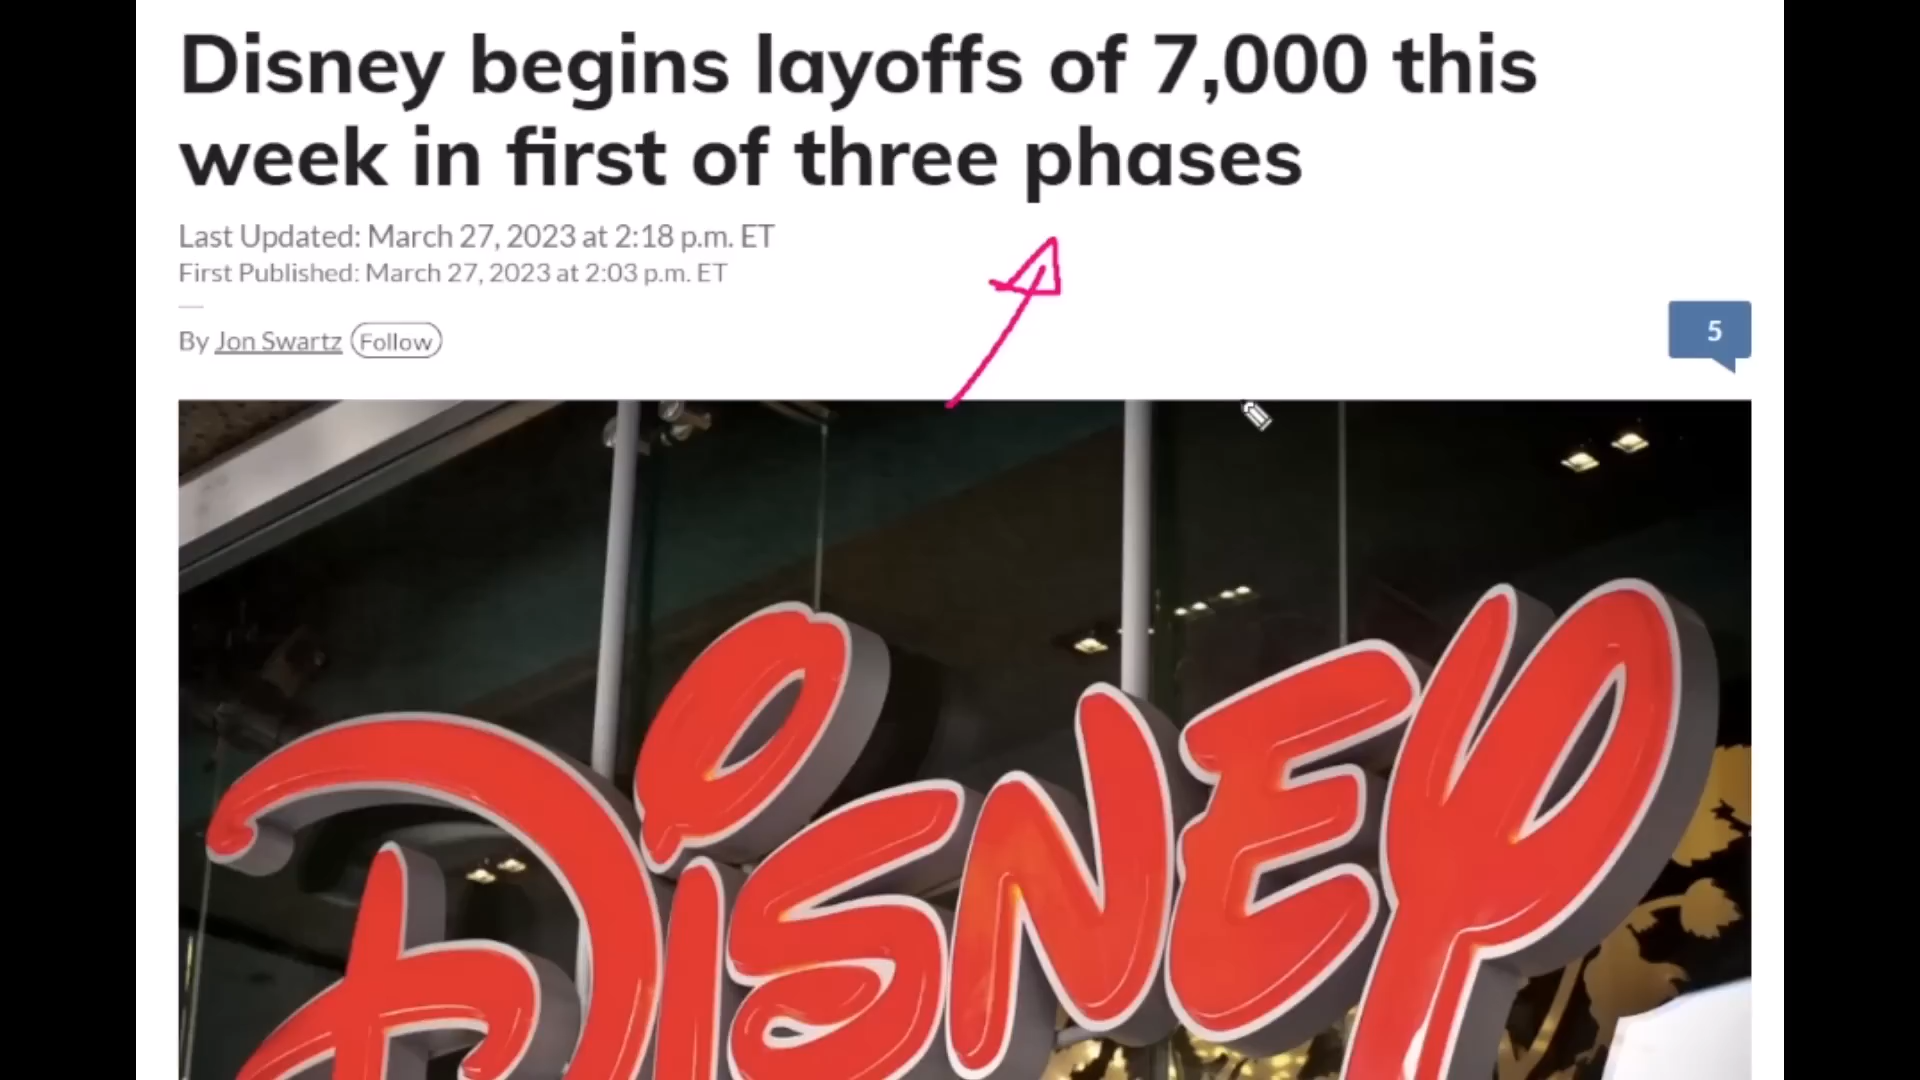 Disney begins layoffs of 7,000 this
week in first of three phases
Last Updated: March 27, 2023 at 2:18 p.m. ET
First Published: March 27, 2023 at 2:03 p.m. ET
By Jon Swartz Follow
5
Disney